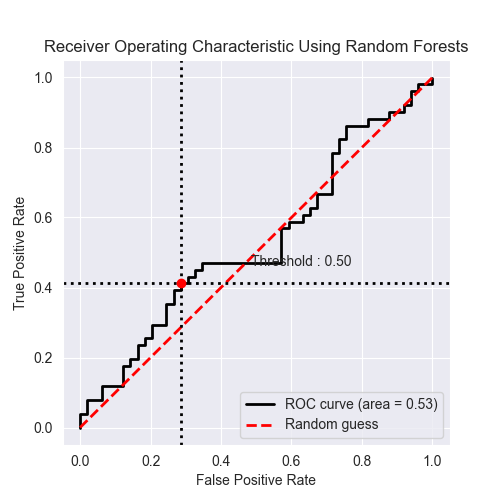 Receiver Operating Characteristic Using Random Forests
1.0
0.8
0.6
0.4
0.2
0.0
True Positive Rate
Threshold : 0.50
ROC curve (area = 0.53)
Random guess
0.0 0.2 0.4 0.6 0.8 1.0
False Positive Rate